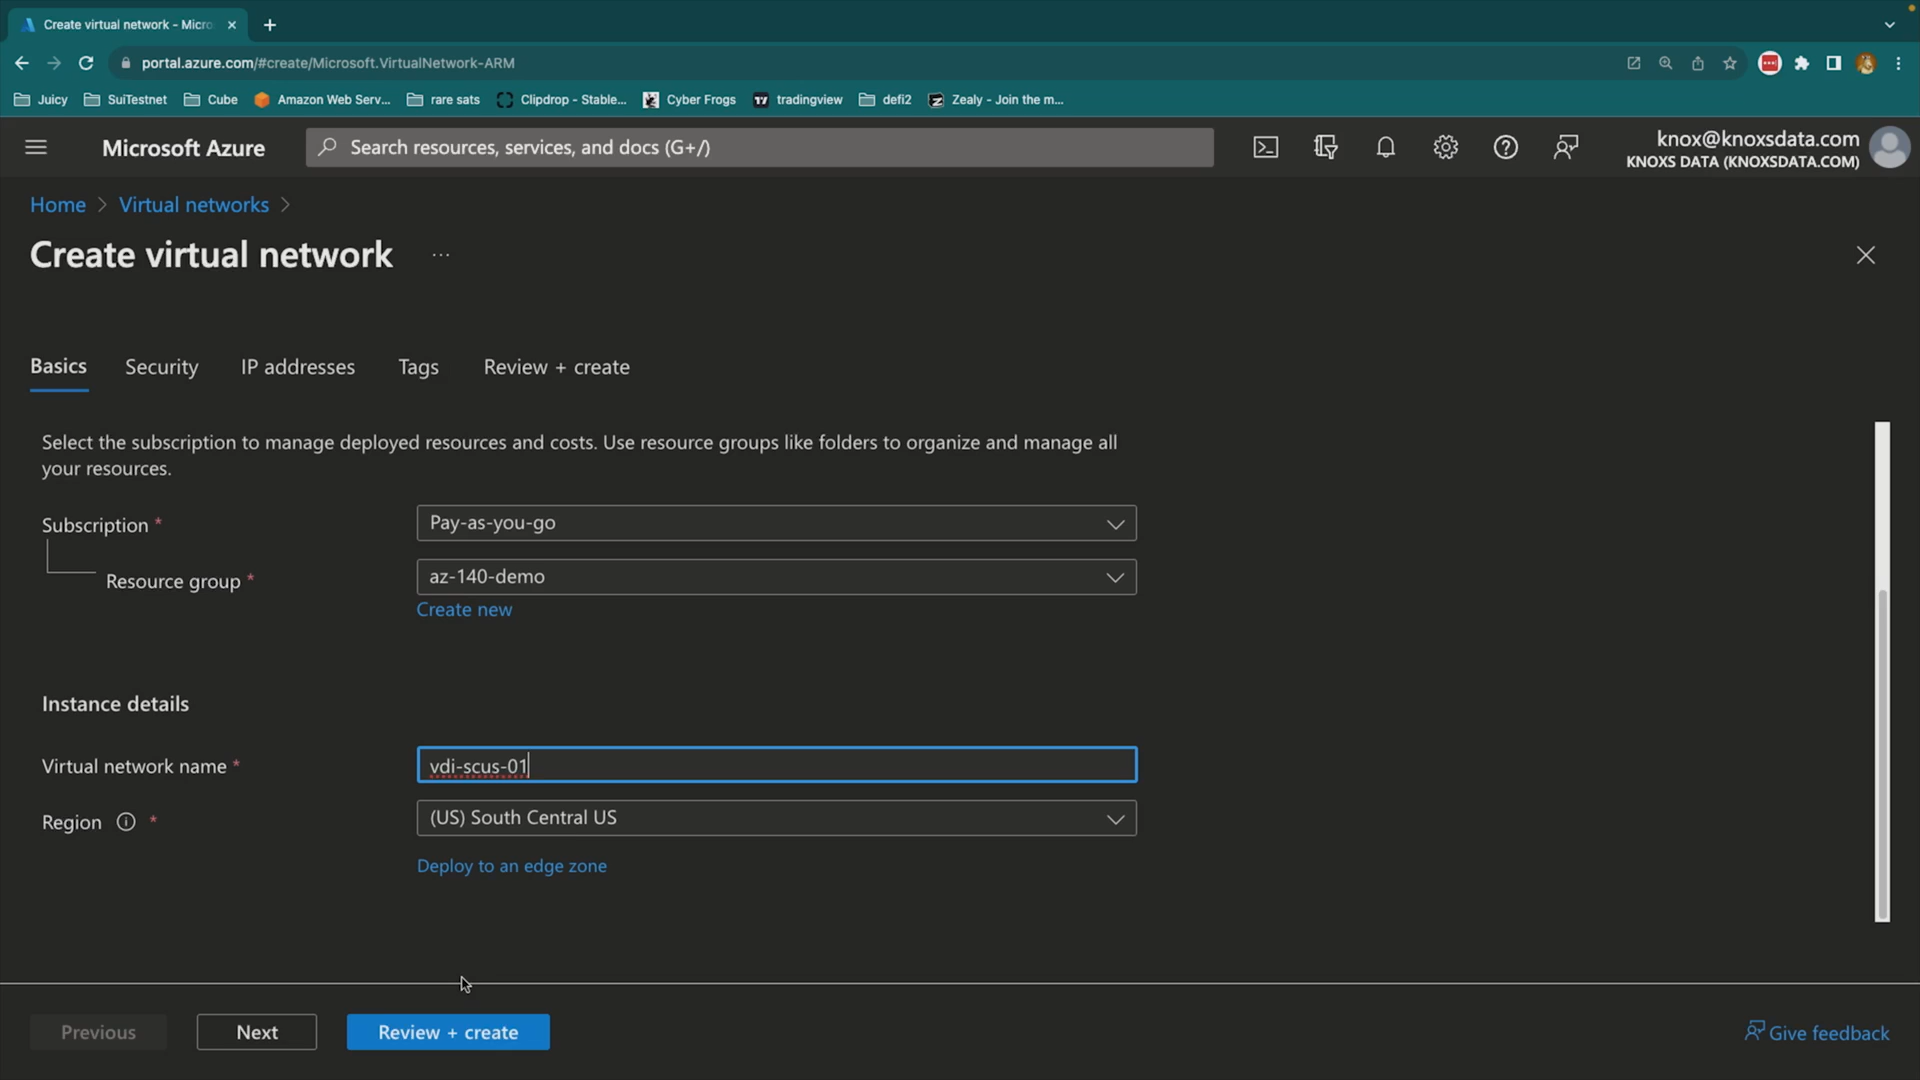 Create virtual network - Micro
portal.azure.com/#create/Microsoft.VirtualNetwork-ARM
Juicy SuiTestnet Cube Amazon Web Serv... rare sats Clipdrop - Stable... Cyber Frogs tradingview defi2 Zealy - Join the m...
Microsoft Azure Search resources, services, and docs (G+/) knox@knoxsdata.com
KNOXS DATA (KNOXSDATA.COM)
Home > Virtual networks >
Create virtual network ...
Basics Security IP addresses Tags Review + create
Select the subscription to manage deployed resources and costs. Use resource groups like folders to organize and manage all
your resources.
Subscription * Pay-as-you-go
Resource group * az-140-demo
Create new
Instance details
Virtual network name * vdi-scus-01
Region * (US) South Central US
Deploy to an edge zone
Previous Next Review + create Give feedback